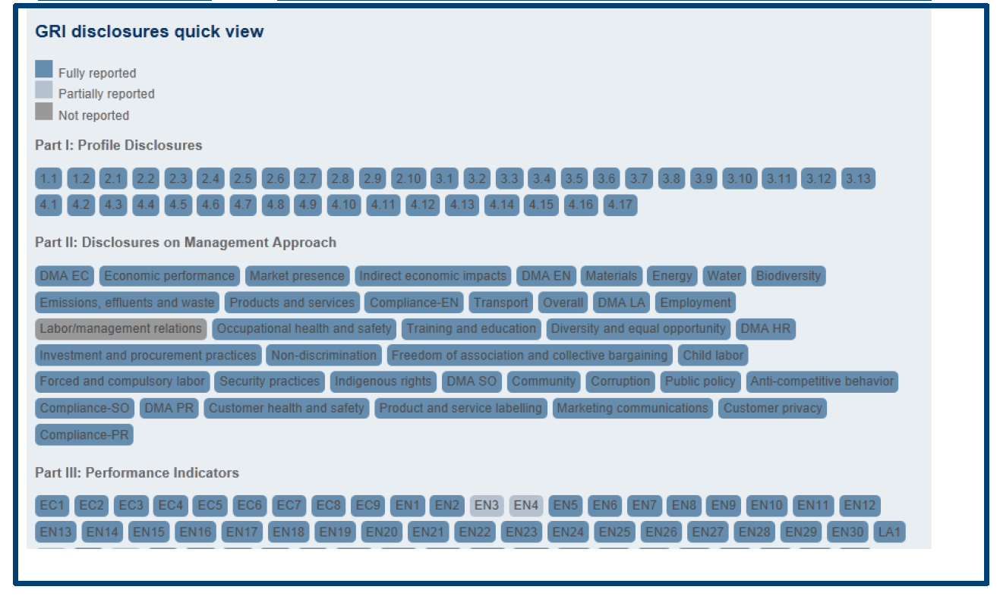 GRI disclosures quick view
Fully reported
Partially reported
Not reported
Part I: Profile Disclosures
1.1 1.2 2.1 2.2 2.3 2.4 2.5 2.6 2.7 2.8 2.9 2.10 3.1 3.2 3.3 3.4 3.5 3.6 3.7 3.8 3.9 3.10 3.11 3.12 3.13
4.1 4.2 4.3 4.4 4.5 4.6 4.7 4.8 4.9 4.10 4.11 4.12 4.13 4.14 4.15 4.16 4.17
Part II: Disclosures on Management Approach
DMA EC Economic performance Market presence Indirect economic impacts DMA EN Materials Energy Water Biodiversity
Emissions, effluents and waste Products and services Compliance-EN Transport Overall DMA LA Employment
Labor/management relations Occupational health and safety Training and education Diversity and equal opportunity DMA HR
Investment and procurement practices Non-discrimination Freedom of association and collective bargaining Child labor
Forced and compulsory labor Security practices Indigenous rights DMA SO Community Corruption Public policy Anti-competitive behavior
Compliance-SO DMA PR Customer health and safety Product and service labelling Marketing communications Customer privacy
Compliance-PR
Part III: Performance Indicators
EC1 EC2 EC3 EC4 EC5 EC6 EC7 EC8 EC9 EN1 EN2 EN3 EN4 EN5 EN6 EN7 EN8 EN9 EN10 EN11 EN12
EN13 EN14 EN15 EN16 EN17 EN18 EN19 EN20 EN21 EN22 EN23 EN24 EN25 EN26 EN27 EN28 EN29 EN30 LA1